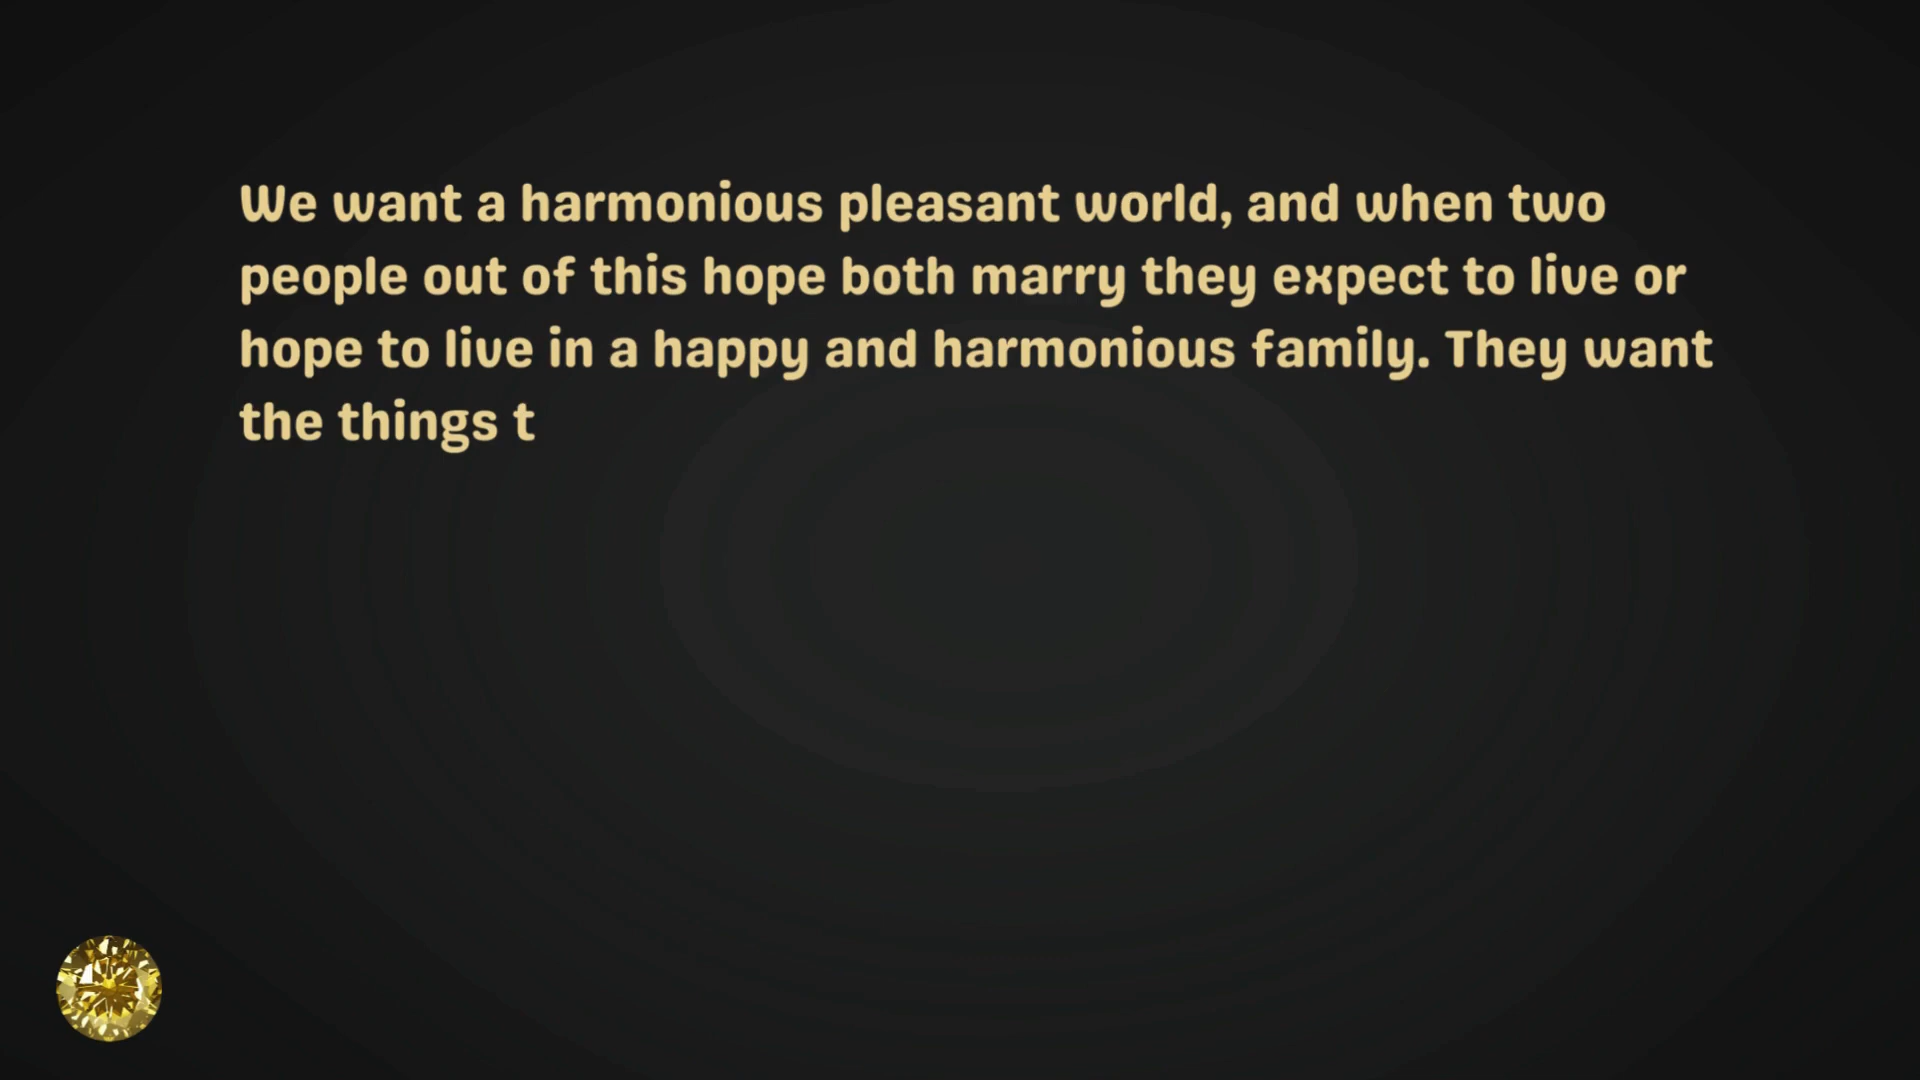 We want a harmonious pleasant world, and when two
people out of this hope both marry they expect to live or
hope to live in a happy and harmonious family. They want
the things t